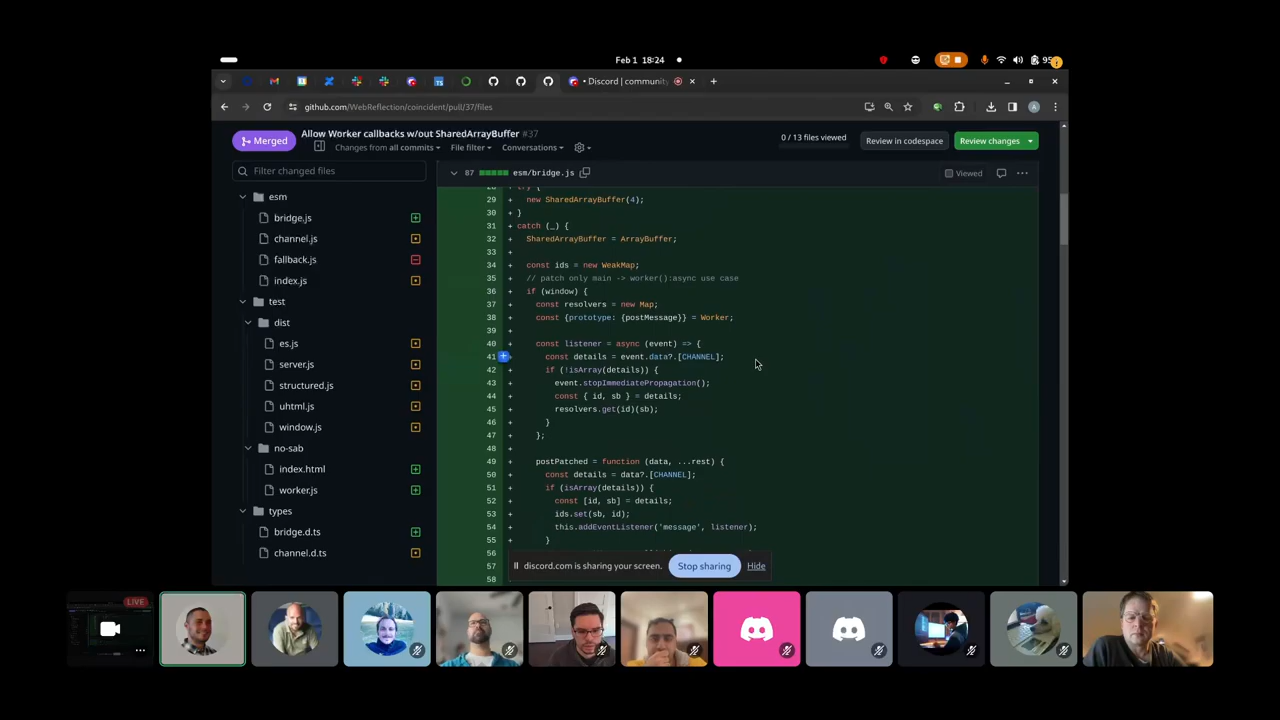 Feb 1 18:24
95
Discord | community
github.com/WebReflection/coincident/pull/37/files
Merged
Allow Worker callbacks w/out SharedArrayBuffer #37
Changes from all commits
File filter
Conversations
0 / 13 files viewed
Review in codespace
Review changes
Filter changed files
esm
bridge.js
channel.js
fallback.js
index.js
test
dist
es.js
server.js
structured.js
uhtml.js
window.js
no-sab
index.html
worker.js
types
bridge.d.ts
channel.d.ts
87 esm/bridge.js
Viewed
28 + try {
29 + new SharedArrayBuffer(4);
30 + }
31 + catch (_) {
32 + SharedArrayBuffer = ArrayBuffer;
33 +
34 + const ids = new WeakMap;
35 + // patch only main -> worker():async use case
36 + if (window) {
37 + const resolvers = new Map;
38 + const {prototype: {postMessage}} = Worker;
39 +
40 + const listener = async (event) => {
41 + const details = event.data?.[CHANNEL];
42 + if (!isArray(details)) {
43 + event.stopImmediatePropagation();
44 + const { id, sb } = details;
45 + resolvers.get(id)(sb);
46 + }
47 + };
48 +
49 + postPatched = function (data, ...rest) {
50 + const details = data?.[CHANNEL];
51 + if (isArray(details)) {
52 + const [id, sb] = details;
53 + ids.set(sb, id);
54 + this.addEventListener('message', listener);
55 + }
56
57
58
discord.com is sharing your screen.
Stop sharing
Hide
LIVE